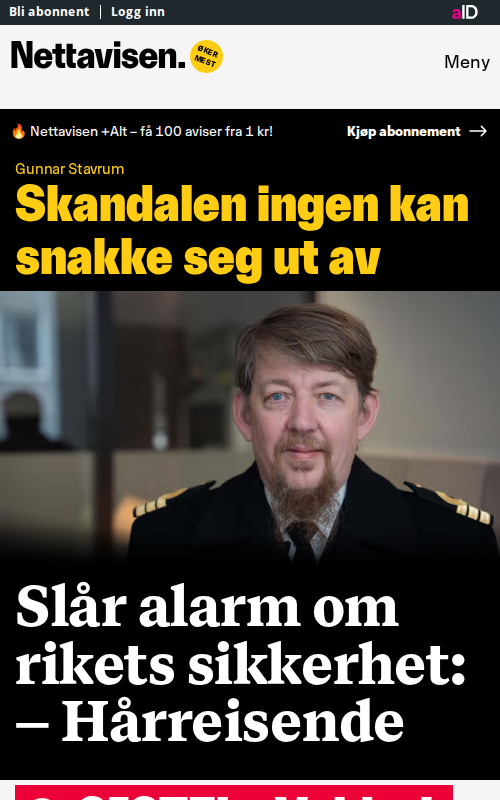 Bli abonnent | Logg inn
aID
Nettavisen.
ØKER
MEST
Meny
Nettavisen +Alt – få 100 aviser fra 1 kr!
Kjøp abonnement →
Gunnar Stavrum
Skandalen ingen kan
snakke seg ut av
Slår alarm om
rikets sikkerhet:
– Hårreisende